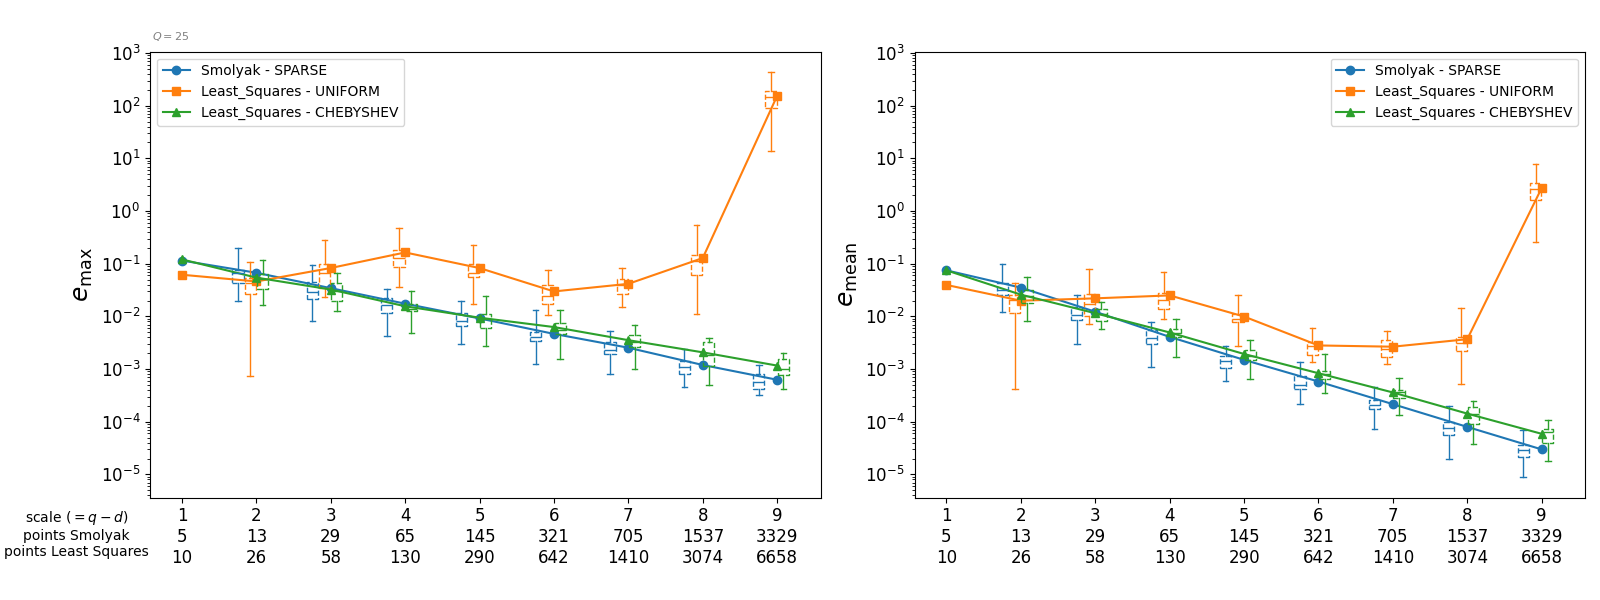 Q = 25
10³
10²
10¹
10⁰
10⁻¹
10⁻²
10⁻³
10⁻⁴
10⁻⁵
e_max
Smolyak - SPARSE
Least_Squares - UNIFORM
Least_Squares - CHEBYSHEV
scale (= q − d) 1 2 3 4 5 6 7 8 9
points Smolyak 5 13 29 65 145 321 705 1537 3329
points Least Squares 10 26 58 130 290 642 1410 3074 6658
10³
10²
10¹
10⁰
10⁻¹
10⁻²
10⁻³
10⁻⁴
10⁻⁵
e_mean
Smolyak - SPARSE
Least_Squares - UNIFORM
Least_Squares - CHEBYSHEV
1 2 3 4 5 6 7 8 9
5 13 29 65 145 321 705 1537 3329
10 26 58 130 290 642 1410 3074 6658